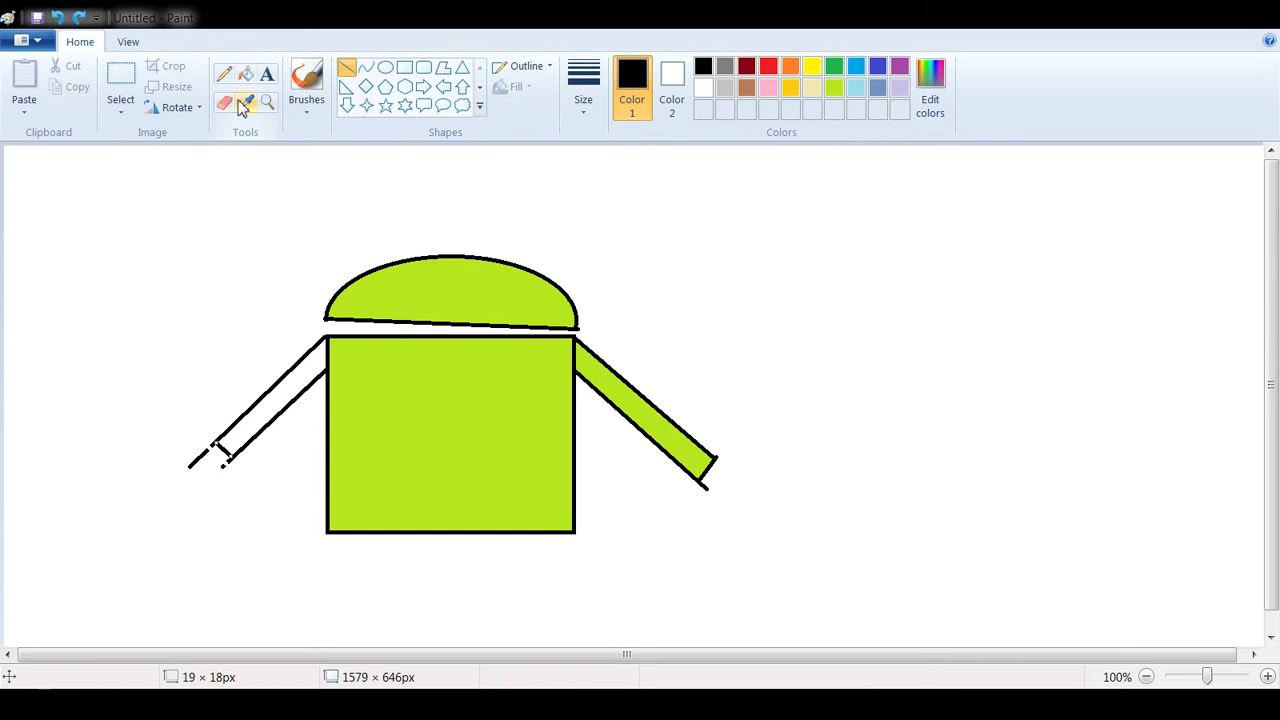 Untitled - Paint
Home View
Paste
Cut
Copy
Clipboard
Select
Crop
Resize
Rotate
Image
Tools
Brushes
Outline
Fill
Shapes
Size
Color 1
Color 2
Edit colors
Colors
19 × 18px
1579 × 646px
100%